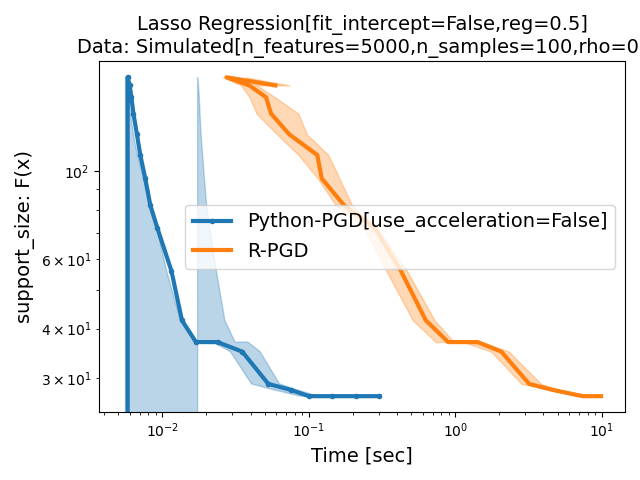 Lasso Regression[fit_intercept=False,reg=0.5]
Data: Simulated[n_features=5000,n_samples=100,rho=0
support_size: F(x)
10²
6 × 10¹
4 × 10¹
3 × 10¹
Python-PGD[use_acceleration=False]
R-PGD
10⁻² 10⁻¹ 10⁰ 10¹
Time [sec]